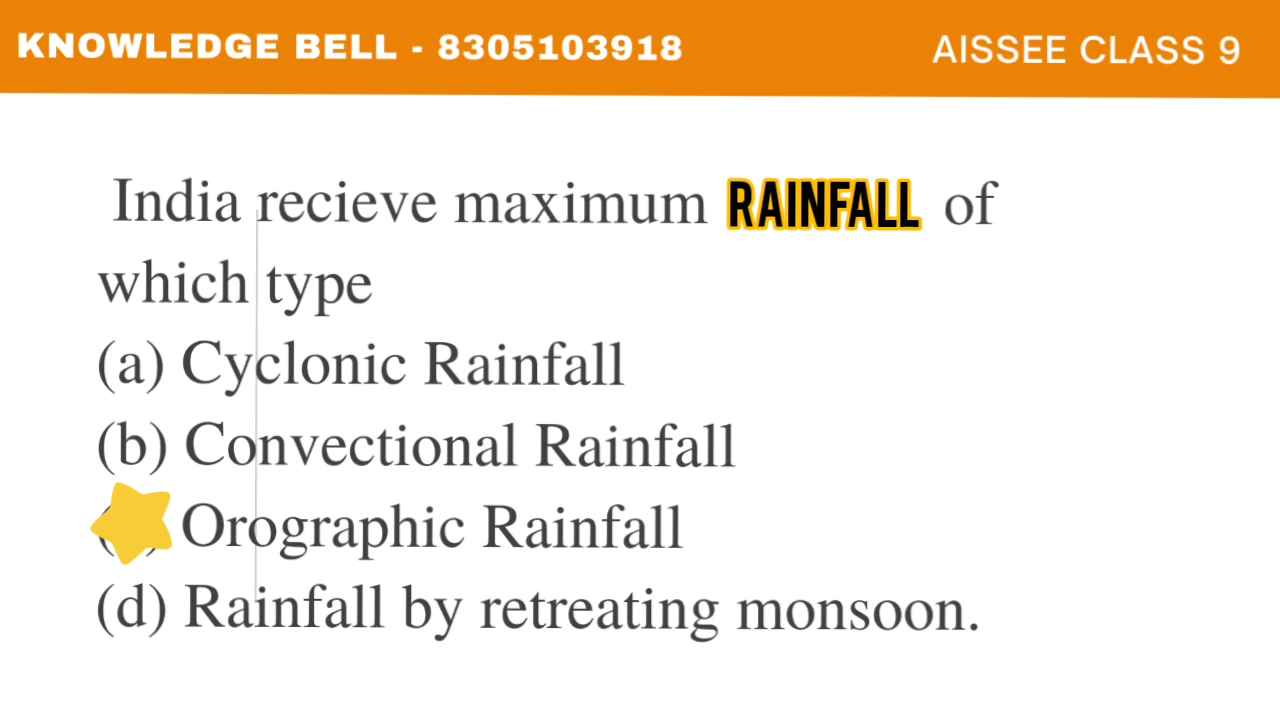 KNOWLEDGE BELL - 8305103918
AISSEE CLASS 9
India recieve maximum RAINFALL of
which type
(a) Cyclonic Rainfall
(b) Convectional Rainfall
Orographic Rainfall
(d) Rainfall by retreating monsoon.